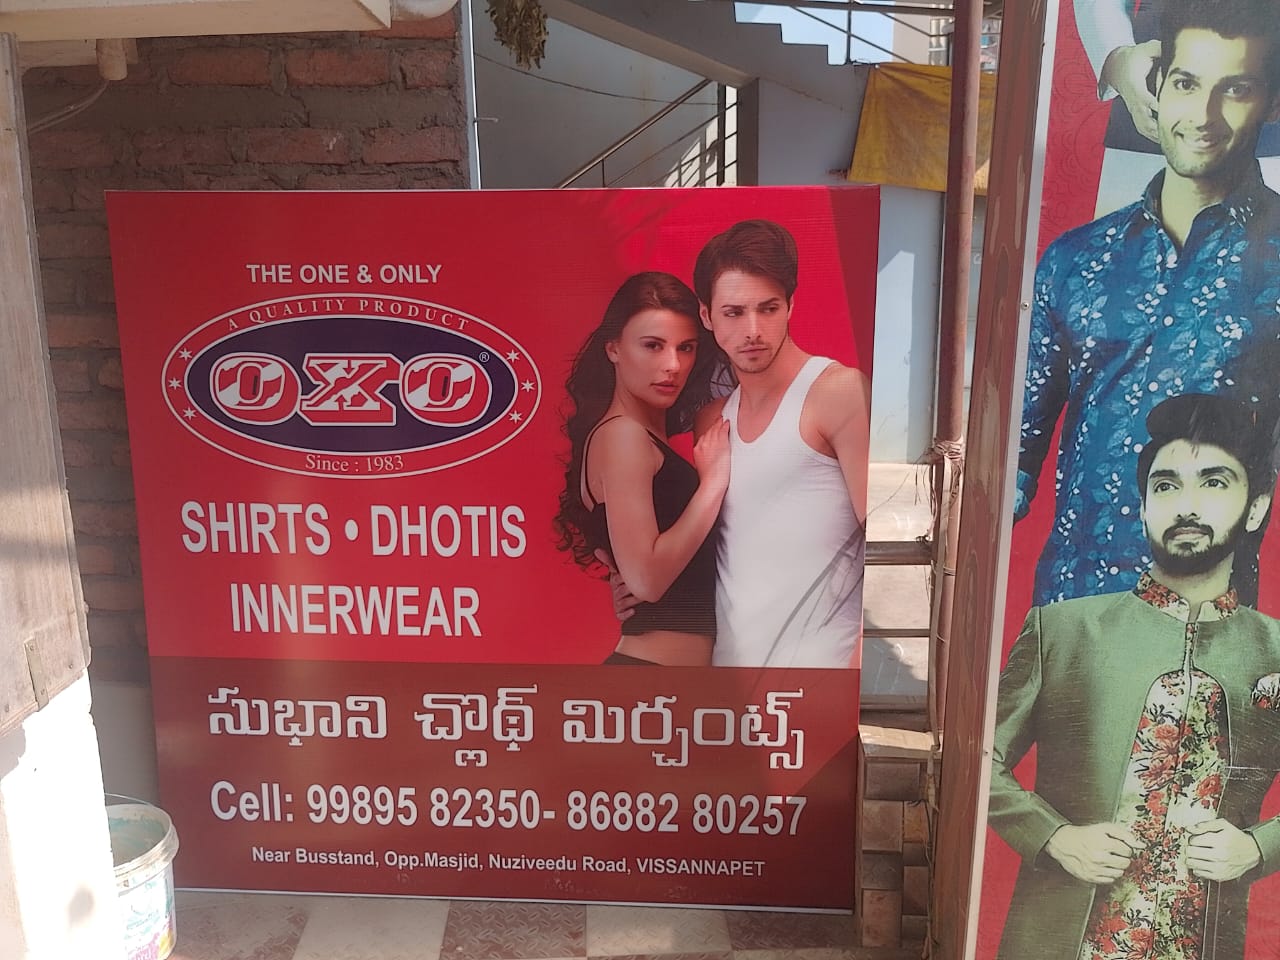 THE ONE & ONLY
A QUALITY PRODUCT
OXO®
Since : 1983
SHIRTS • DHOTIS
INNERWEAR
సుభాని చ్లొథ్ మిర్చంట్స్
Cell: 99895 82350- 86882 80257
Near Busstand, Opp.Masjid, Nuziveedu Road, VISSANNAPET